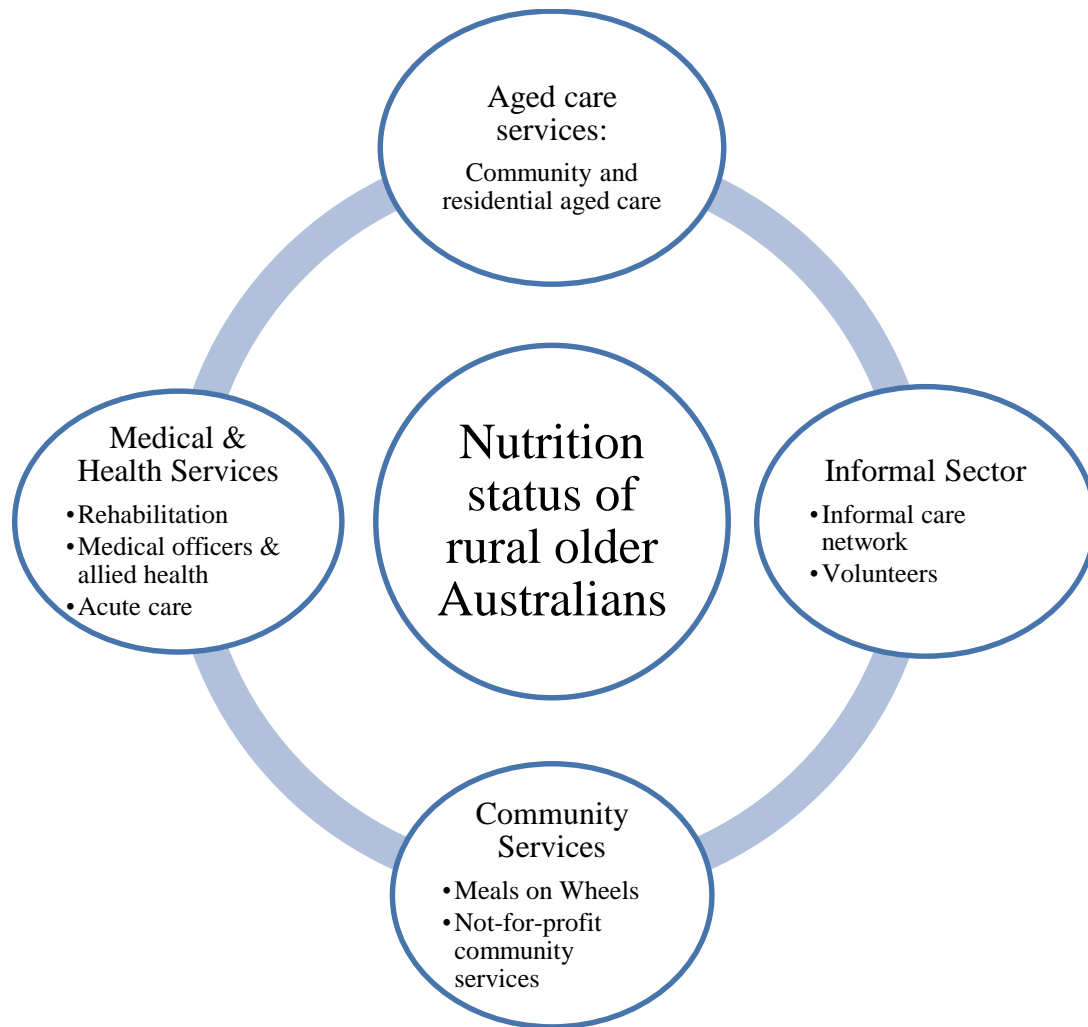 Aged care
services:
Community and
residential aged care
Medical &
Health Services
•Rehabilitation
•Medical officers &
allied health
•Acute care
Nutrition
status of
rural older
Australians
Informal Sector
•Informal care
network
•Volunteers
Community
Services
•Meals on Wheels
•Not-for-profit
community
services